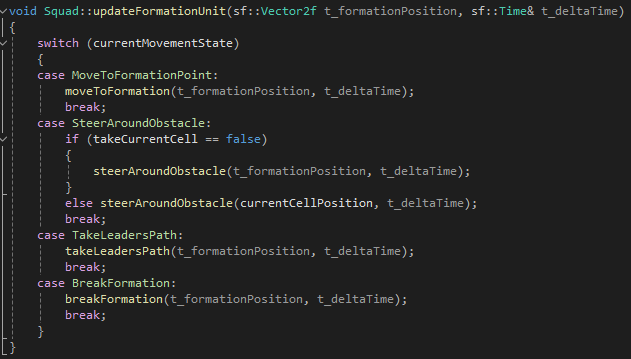 void Squad::updateFormationUnit(sf::Vector2f t_formationPosition, sf::Time& t_deltaTime)
{
    switch (currentMovementState)
    {
    case MoveToFormationPoint:
        moveToFormation(t_formationPosition, t_deltaTime);
        break;
    case SteerAroundObstacle:
        if (takeCurrentCell == false)
        {
            steerAroundObstacle(t_formationPosition, t_deltaTime);
        }
        else steerAroundObstacle(currentCellPosition, t_deltaTime);
        break;
    case TakeLeadersPath:
        takeLeadersPath(t_formationPosition, t_deltaTime);
        break;
    case BreakFormation:
        breakFormation(t_formationPosition, t_deltaTime);
        break;
    }
}